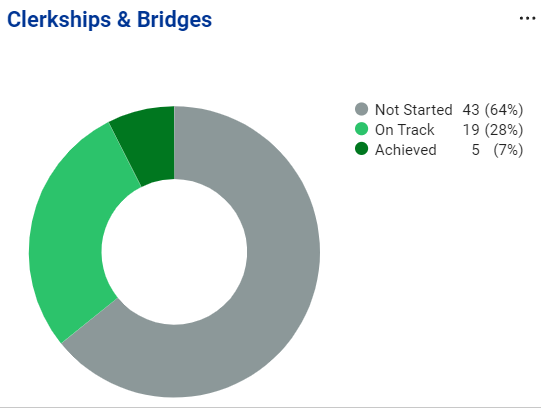 Clerkships & Bridges
Not Started 43 (64%)
On Track 19 (28%)
Achieved 5 (7%)